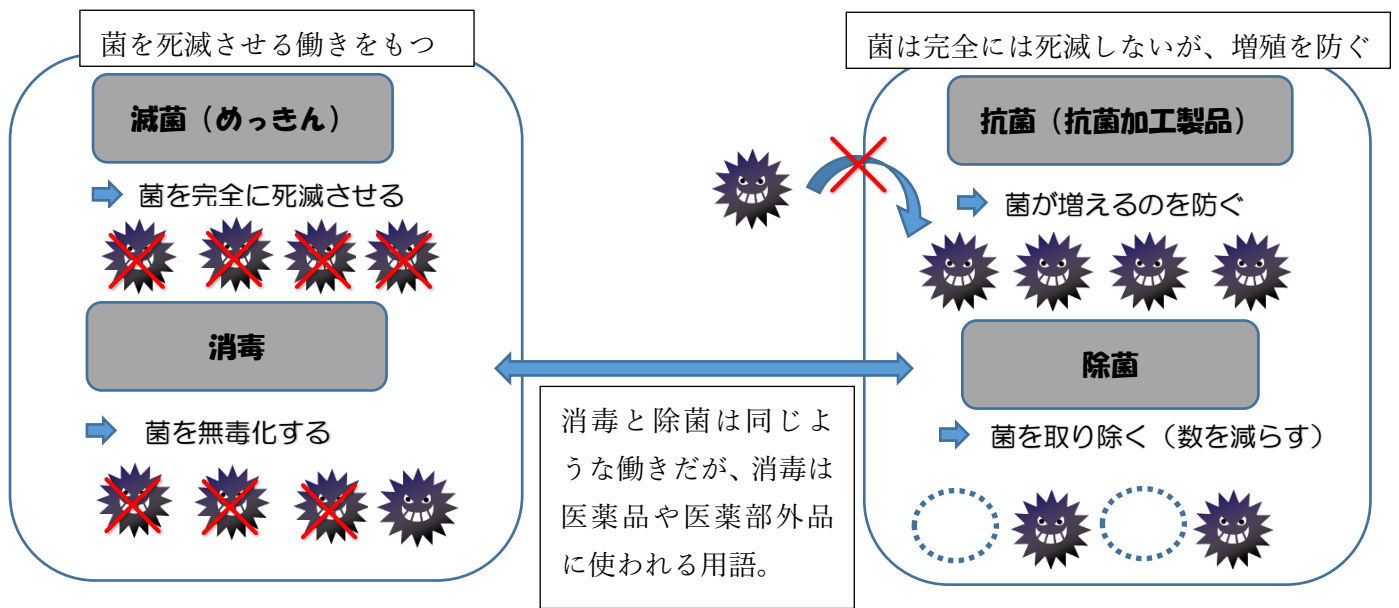 菌を死滅させる働きをもつ
滅菌（めっきん）
菌を完全に死滅させる
消毒
菌を無毒化する
菌は完全には死滅しないが、増殖を防ぐ
抗菌（抗菌加工製品）
菌が増えるのを防ぐ
除菌
菌を取り除く（数を減らす）
消毒と除菌は同じよ
うな働きだが、消毒は
医薬品や医薬部外品
に使われる用語。